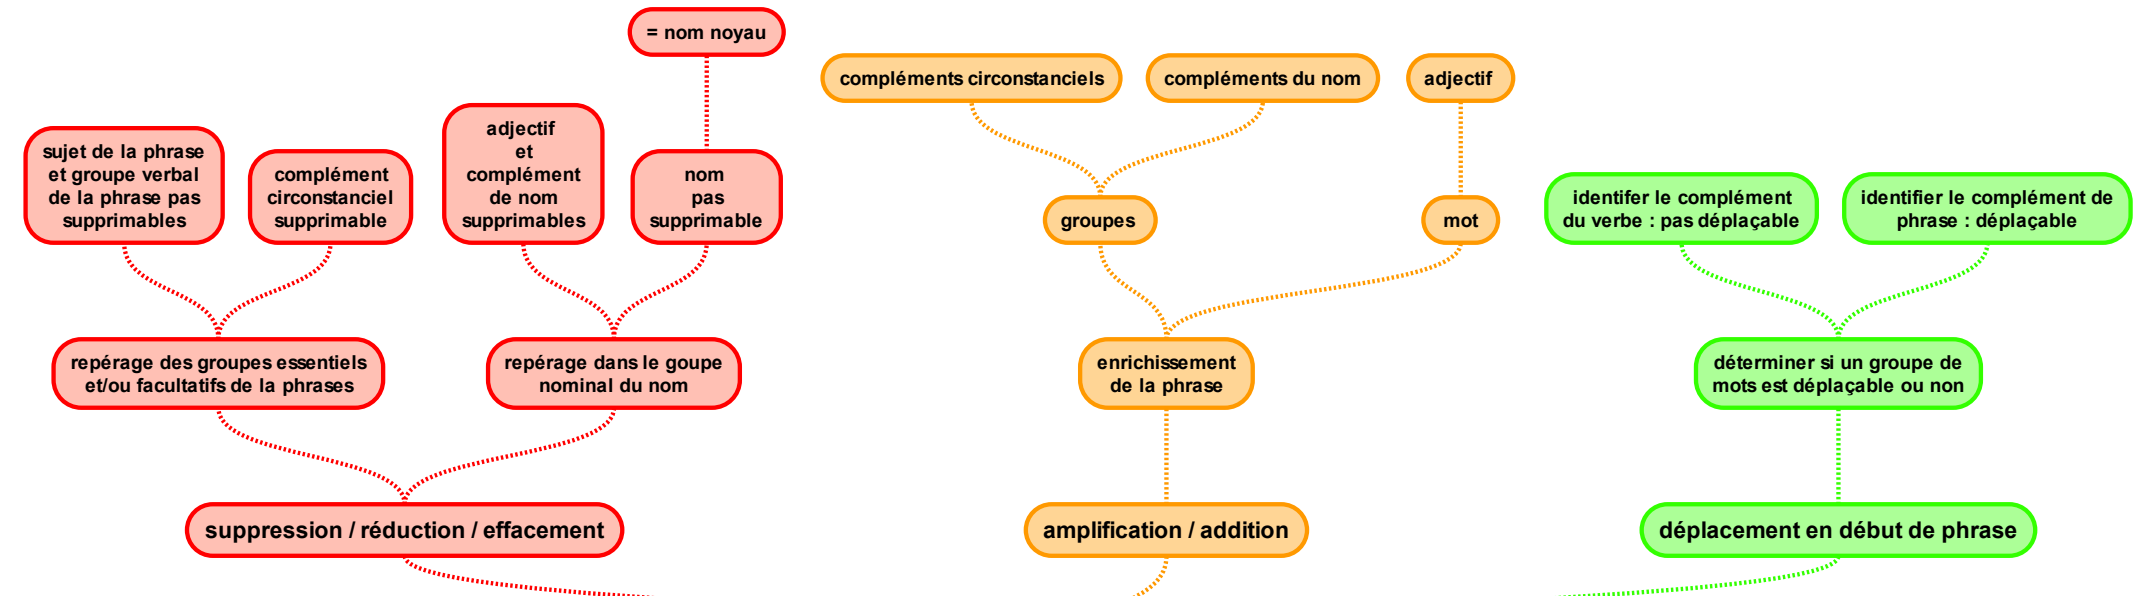 = nom noyau
compléments circonstanciels
compléments du nom
adjectif
sujet de la phrase
et groupe verbal
de la phrase pas
supprimables
complément
circonstanciel
supprimable
adjectif
et
complément
de nom
supprimables
nom
pas
supprimable
groupes
mot
identifer le complément
du verbe : pas déplaçable
identifier le complément de
phrase : déplaçable
repérage des groupes essentiels
et/ou facultatifs de la phrases
repérage dans le goupe
nominal du nom
enrichissement
de la phrase
déterminer si un groupe de
mots est déplaçable ou non
suppression / réduction / effacement
amplification / addition
déplacement en début de phrase